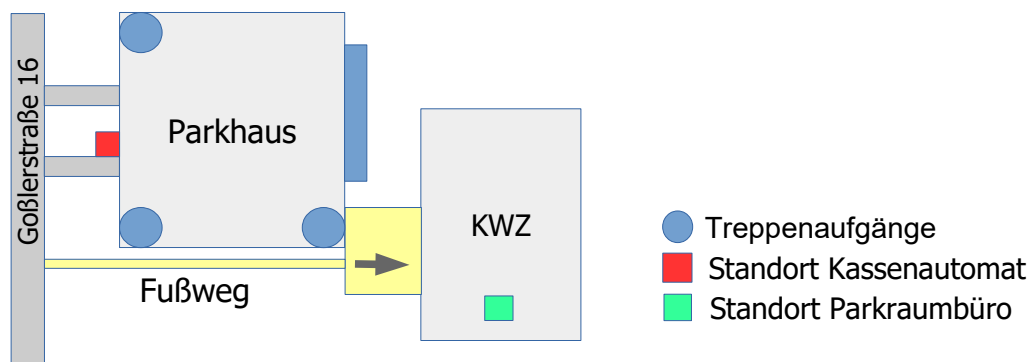 Goßlerstraße 16
Parkhaus
KWZ
Fußweg
Treppenaufgänge
Standort Kassenautomat
Standort Parkraumbüro